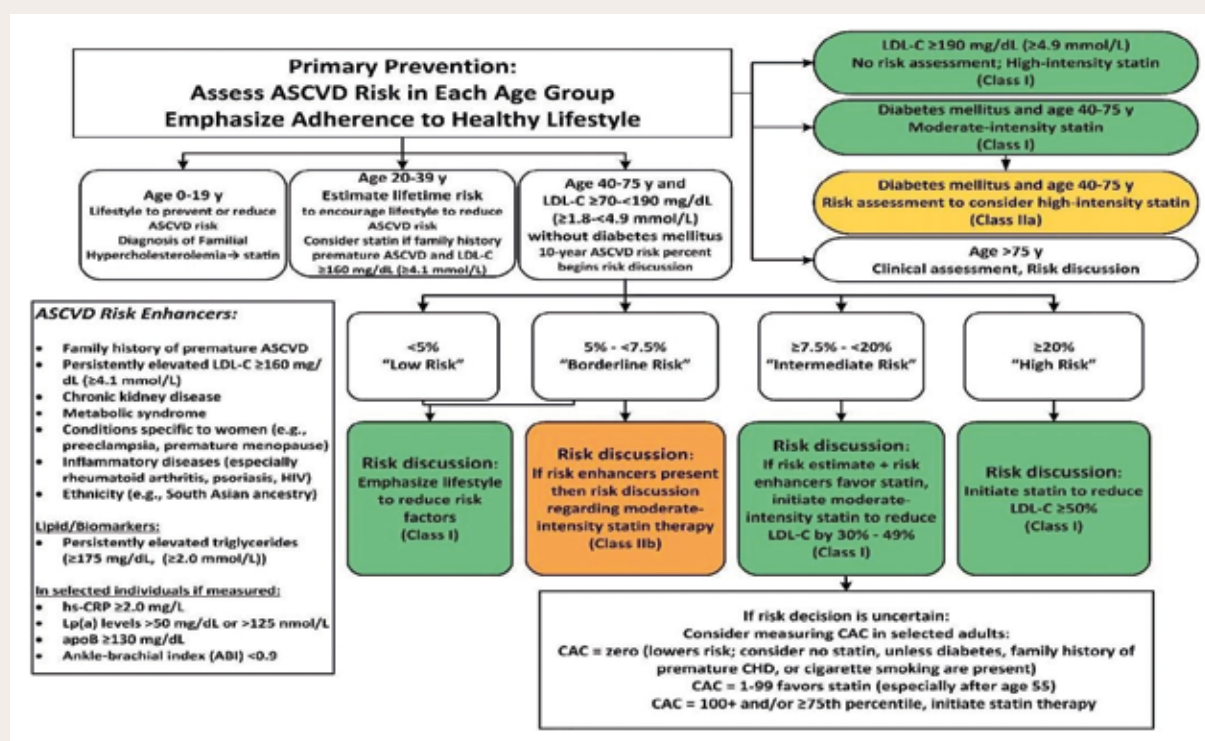 Primary Prevention:
Assess ASCVD Risk in Each Age Group
Emphasize Adherence to Healthy Lifestyle
LDL-C ≥190 mg/dL (≥4.9 mmol/L)
No risk assessment; High-intensity statin
(Class I)
Diabetes mellitus and age 40-75 y
Moderate-intensity statin
(Class I)
Diabetes mellitus and age 40-75 y
Risk assessment to consider high-intensity statin
(Class IIa)
Age >75 y
Clinical assessment, Risk discussion
Age 0-19 y
Lifestyle to prevent or reduce
ASCVD risk
Diagnosis of Familial
Hypercholesterolemia→ statin
Age 20-39 y
Estimate lifetime risk
to encourage lifestyle to reduce
ASCVD risk
Consider statin if family history
premature ASCVD and LDL-C
≥160 mg/dL (≥4.1 mmol/L)
Age 40-75 y and
LDL-C ≥70-<190 mg/dL
(≥1.8-<4.9 mmol/L)
without diabetes mellitus
10-year ASCVD risk percent
begins risk discussion
ASCVD Risk Enhancers:
• Family history of premature ASCVD
• Persistently elevated LDL-C ≥160 mg/
dL (≥4.1 mmol/L)
• Chronic kidney disease
• Metabolic syndrome
• Conditions specific to women (e.g.,
preeclampsia, premature menopause)
• Inflammatory diseases (especially
rheumatoid arthritis, psoriasis, HIV)
• Ethnicity (e.g., South Asian ancestry)
Lipid/Biomarkers:
• Persistently elevated triglycerides
(≥175 mg/dL, (≥2.0 mmol/L))
In selected individuals if measured:
• hs-CRP ≥2.0 mg/L
• Lp(a) levels >50 mg/dL or >125 nmol/L
• apoB ≥130 mg/dL
• Ankle-brachial index (ABI) <0.9
<5%
"Low Risk"
5% - <7.5%
"Borderline Risk"
≥7.5% - <20%
"Intermediate Risk"
≥20%
"High Risk"
Risk discussion:
Emphasize lifestyle
to reduce risk
factors
(Class I)
Risk discussion:
If risk enhancers present
then risk discussion
regarding moderate-
intensity statin therapy
(Class IIb)
Risk discussion:
If risk estimate + risk
enhancers favor statin,
initiate moderate-
intensity statin to reduce
LDL-C by 30% - 49%
(Class I)
Risk discussion:
Initiate statin to reduce
LDL-C ≥50%
(Class I)
If risk decision is uncertain:
Consider measuring CAC in selected adults:
CAC = zero (lowers risk; consider no statin, unless diabetes, family history of
premature CHD, or cigarette smoking are present)
CAC = 1-99 favors statin (especially after age 55)
CAC = 100+ and/or ≥75th percentile, initiate statin therapy